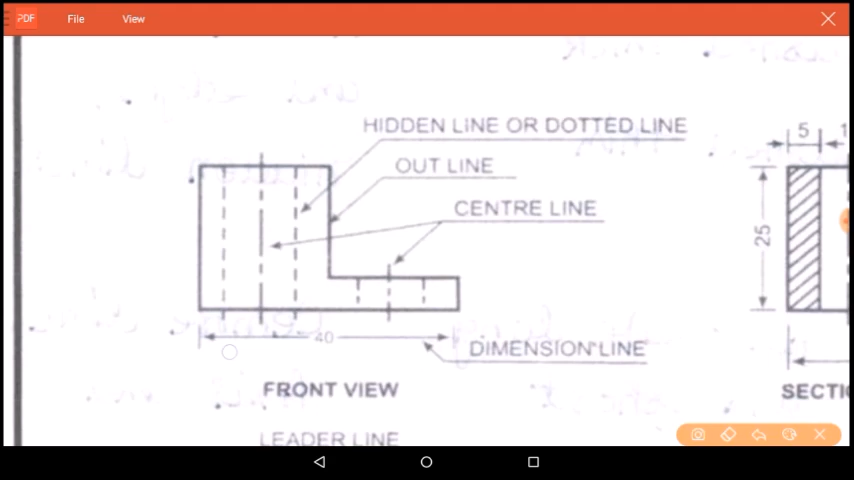 PDF File View
HIDDEN LINE OR DOTTED LINE
5
OUT LINE
CENTRE LINE
25
40
DIMENSION LINE
FRONT VIEW
SECTI
LEADER LINE